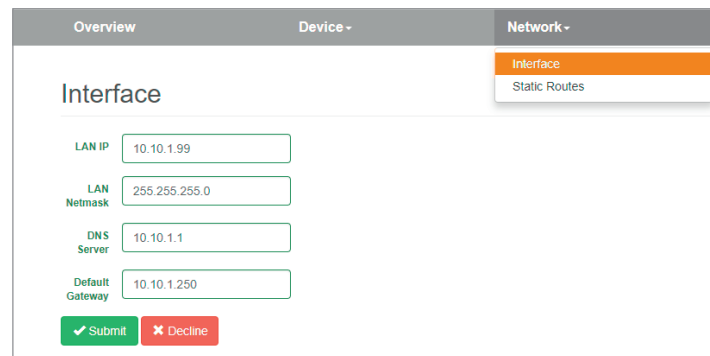 Overview Device Network
Interface
Static Routes
Interface
LAN IP 10.10.1.99
LAN Netmask 255.255.255.0
DNS Server 10.10.1.1
Default Gateway 10.10.1.250
Submit Decline